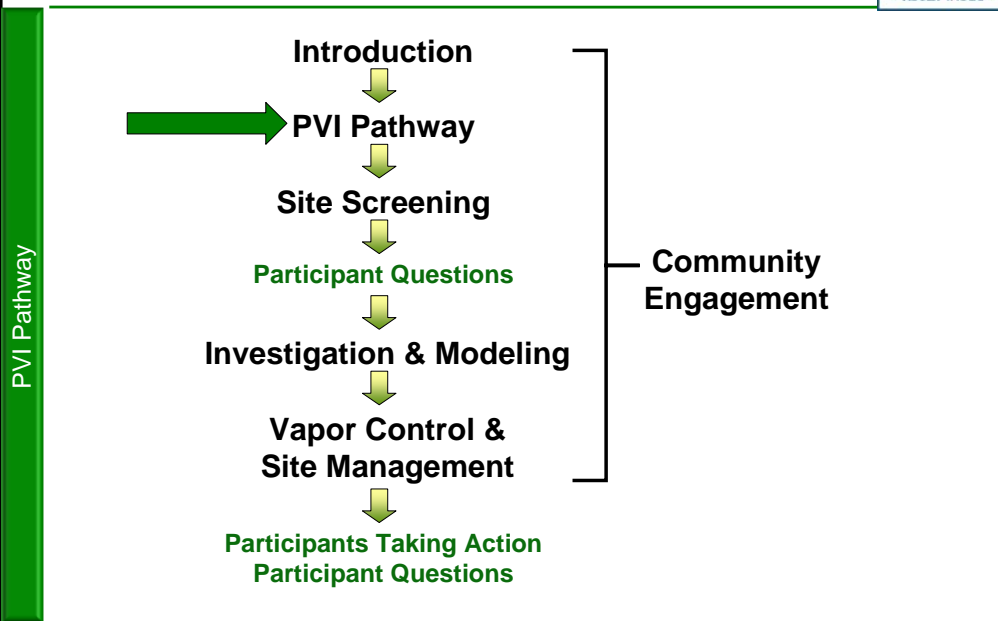 Introduction
PVI Pathway
Site Screening
Participant Questions
Investigation & Modeling
Vapor Control &
Site Management
Participants Taking Action
Participant Questions
Community
Engagement
PVI Pathway